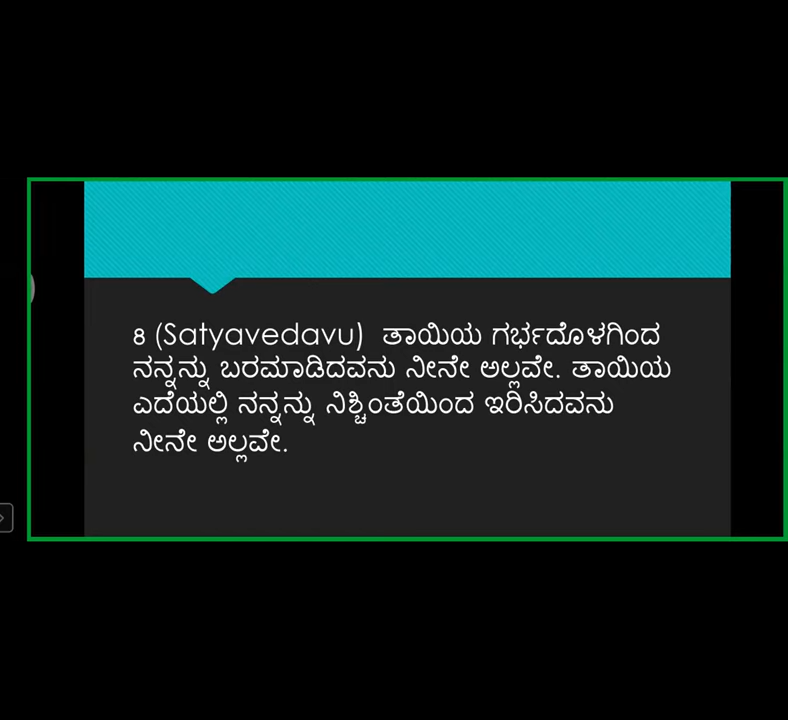 8 (Satyavedavu) ತಾಯಿಯ ಗರ್ಭದೊಳಗಿಂದ
ನನ್ನನ್ನು ಬರಮಾಡಿದವನು ನೀನೇ ಅಲ್ಲವೇ. ತಾಯಿಯ
ಎದೆಯಲ್ಲಿ ನನ್ನನ್ನು ನಿಶ್ಚಿಂತೆಯಿಂದ ಇರಿಸಿದವನು
ನೀನೇ ಅಲ್ಲವೇ.